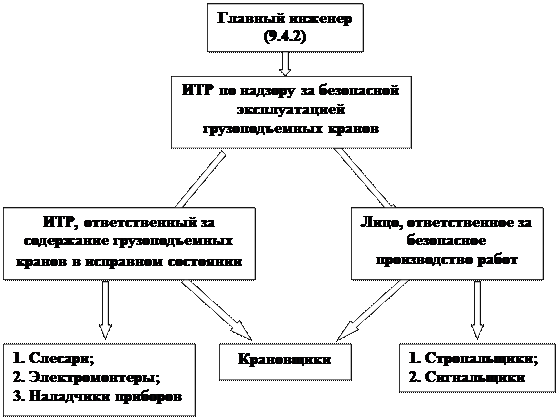 Главный инженер
(9.4.2)
ИТР по надзору за безопасной
эксплуатацией
грузоподъемных кранов
ИТР, ответственный за
содержание грузоподъемных
кранов в исправном состоянии
Лицо, ответственное за
безопасное
производство работ
1. Слесари;
2. Электромонтеры;
3. Наладчики приборов
Крановщики
1. Стропальщики;
2. Сигнальщики